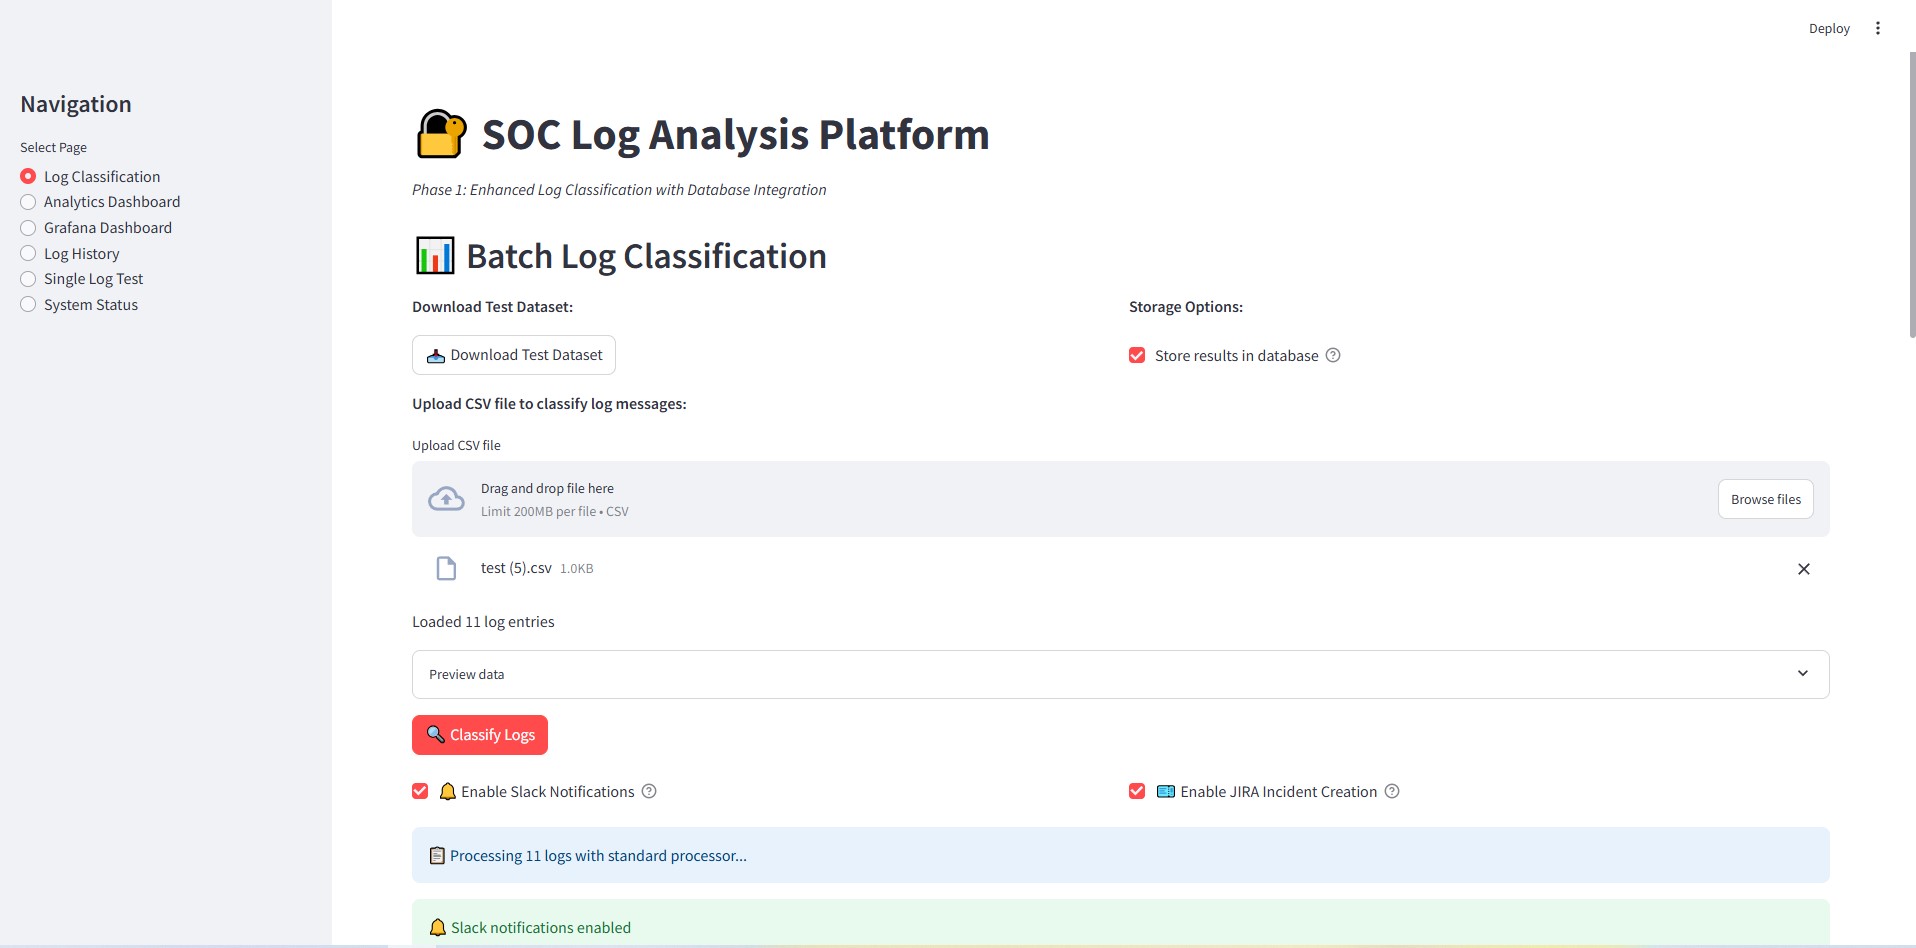 Deploy
Navigation
Select Page
Log Classification
Analytics Dashboard
Grafana Dashboard
Log History
Single Log Test
System Status
SOC Log Analysis Platform
Phase 1: Enhanced Log Classification with Database Integration
Batch Log Classification
Download Test Dataset:
Download Test Dataset
Storage Options:
Store results in database
Upload CSV file to classify log messages:
Upload CSV file
Drag and drop file here
Limit 200MB per file • CSV
Browse files
test (5).csv 1.0KB
Loaded 11 log entries
Preview data
Classify Logs
Enable Slack Notifications
Enable JIRA Incident Creation
Processing 11 logs with standard processor...
Slack notifications enabled